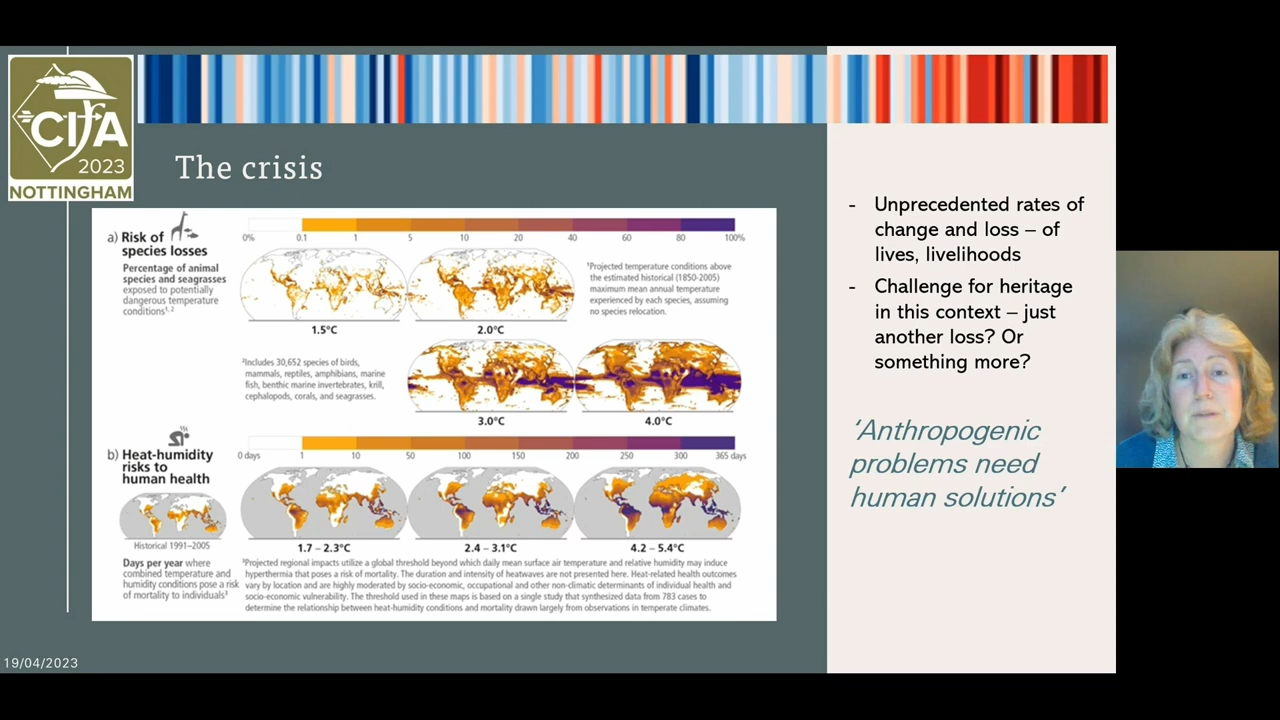 CIfA
2023
NOTTINGHAM
The crisis
a) Risk of
species losses
Percentage of animal
species and seagrasses
exposed to potentially
dangerous temperature
conditions1, 2
0% 0.1 1 5 10 20 40 60 80 100%
1.5°C 2.0°C
1Projected temperature conditions above
the estimated historical (1850-2005)
maximum mean annual temperature
experienced by each species, assuming
no species relocation.
2Includes 30,652 species of birds,
mammals, reptiles, amphibians, marine
fish, benthic marine invertebrates, krill,
cephalopods, corals, and seagrasses.
3.0°C 4.0°C
b) Heat-humidity
risks to
human health
0 days 1 10 50 100 150 200 250 300 365 days
Historical 1991–2005
1.7 – 2.3°C 2.4 – 3.1°C 4.2 – 5.4°C
Days per year where
combined temperature and
humidity conditions pose a risk
of mortality to individuals3
3Projected regional impacts utilize a global threshold beyond which daily mean surface air temperature and relative humidity may induce
hyperthermia that poses a risk of mortality. The duration and intensity of heatwaves are not presented here. Heat-related health outcomes
vary by location and are highly moderated by socio-economic, occupational and other non-climatic determinants of individual health and
socio-economic vulnerability. The threshold used in these maps is based on a single study that synthesized data from 783 cases to
determine the relationship between heat-humidity conditions and mortality drawn largely from observations in temperate climates.
- Unprecedented rates of
change and loss – of
lives, livelihoods
- Challenge for heritage
in this context – just
another loss? Or
something more?
‘Anthropogenic
problems need
human solutions’
19/04/2023